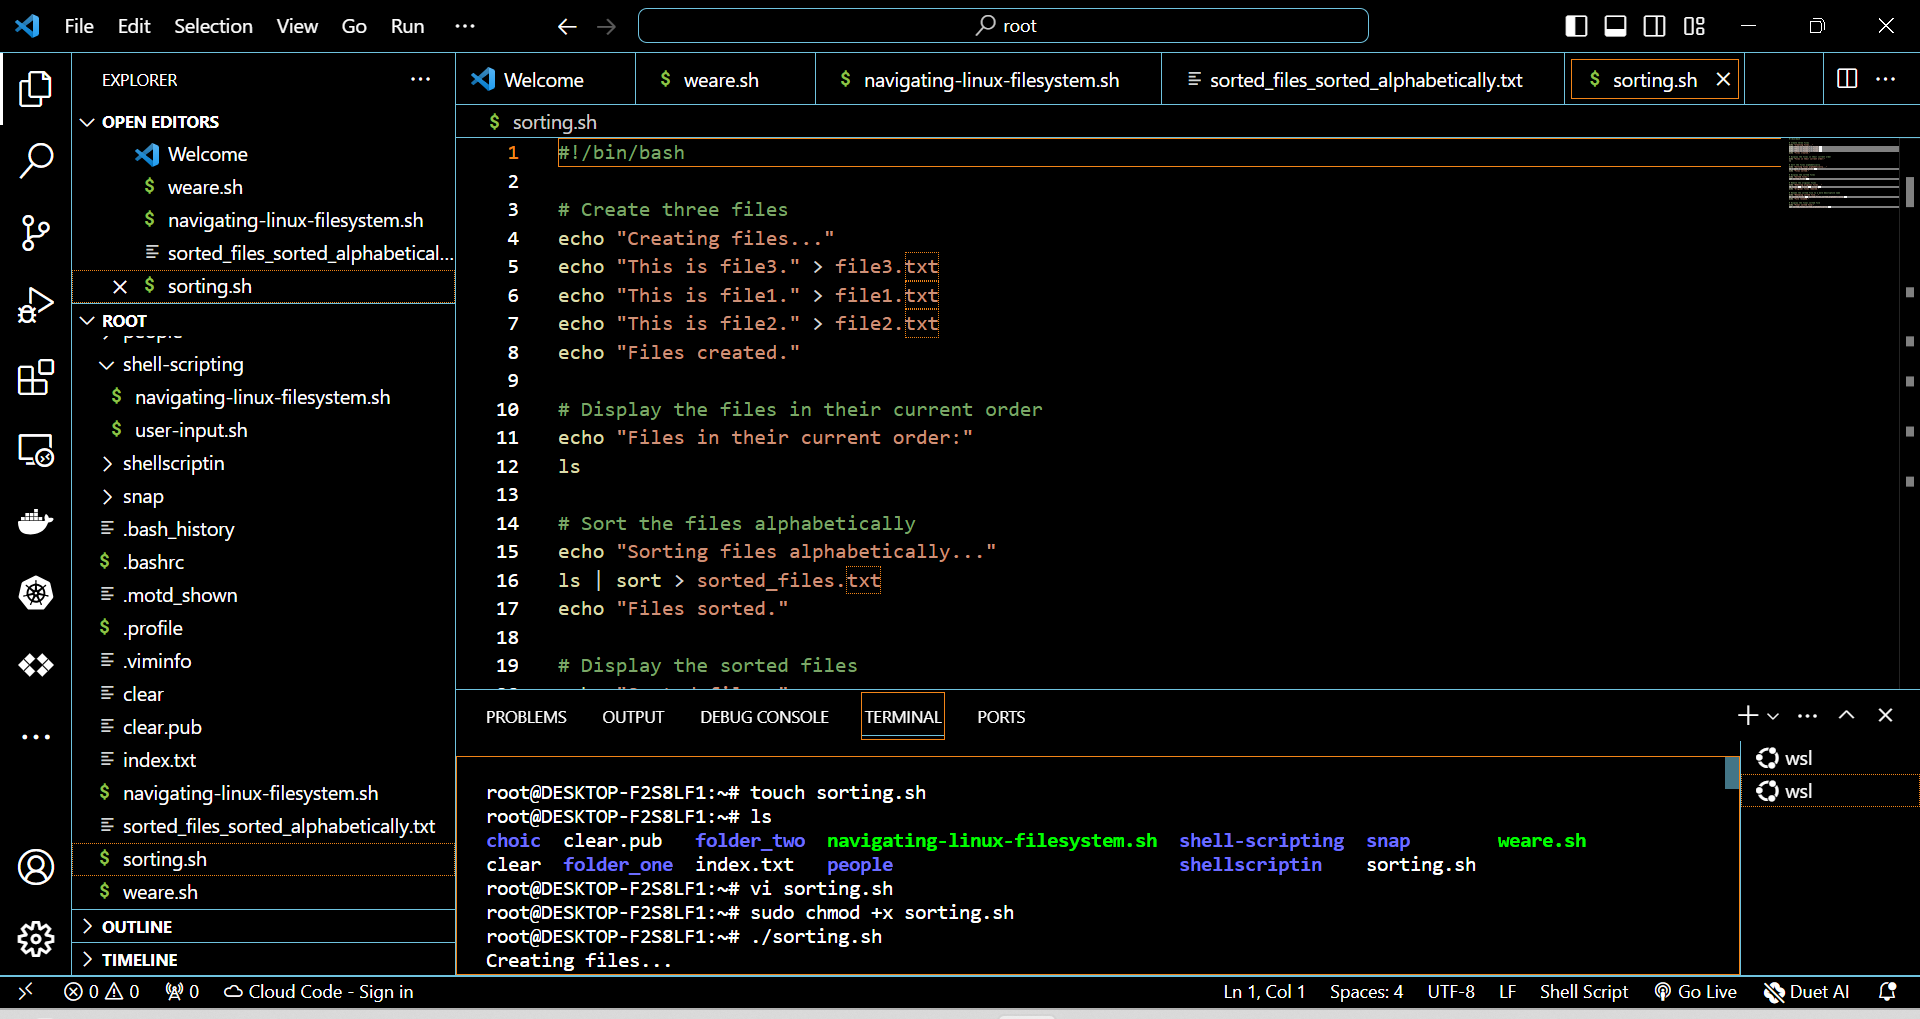 File Edit Selection View Go Run ...
root
EXPLORER
OPEN EDITORS
Welcome
$ weare.sh
$ navigating-linux-filesystem.sh
sorted_files_sorted_alphabetical...
$ sorting.sh
ROOT
people
shell-scripting
$ navigating-linux-filesystem.sh
$ user-input.sh
shellscriptin
snap
.bash_history
$ .bashrc
.motd_shown
$ .profile
.viminfo
clear
clear.pub
index.txt
$ navigating-linux-filesystem.sh
sorted_files_sorted_alphabetically.txt
$ sorting.sh
$ weare.sh
OUTLINE
TIMELINE
Welcome $ weare.sh $ navigating-linux-filesystem.sh sorted_files_sorted_alphabetically.txt $ sorting.sh
$ sorting.sh
1 #!/bin/bash
2
3 # Create three files
4 echo "Creating files..."
5 echo "This is file3." > file3.txt
6 echo "This is file1." > file1.txt
7 echo "This is file2." > file2.txt
8 echo "Files created."
9
10 # Display the files in their current order
11 echo "Files in their current order:"
12 ls
13
14 # Sort the files alphabetically
15 echo "Sorting files alphabetically..."
16 ls | sort > sorted_files.txt
17 echo "Files sorted."
18
19 # Display the sorted files
PROBLEMS OUTPUT DEBUG CONSOLE TERMINAL PORTS
root@DESKTOP-F2S8LF1:~# touch sorting.sh
root@DESKTOP-F2S8LF1:~# ls
choic clear.pub folder_two navigating-linux-filesystem.sh shell-scripting snap weare.sh
clear folder_one index.txt people shellscriptin sorting.sh
root@DESKTOP-F2S8LF1:~# vi sorting.sh
root@DESKTOP-F2S8LF1:~# sudo chmod +x sorting.sh
root@DESKTOP-F2S8LF1:~# ./sorting.sh
Creating files...
wsl
wsl
0 0 0 Cloud Code - Sign in Ln 1, Col 1 Spaces: 4 UTF-8 LF Shell Script Go Live Duet AI